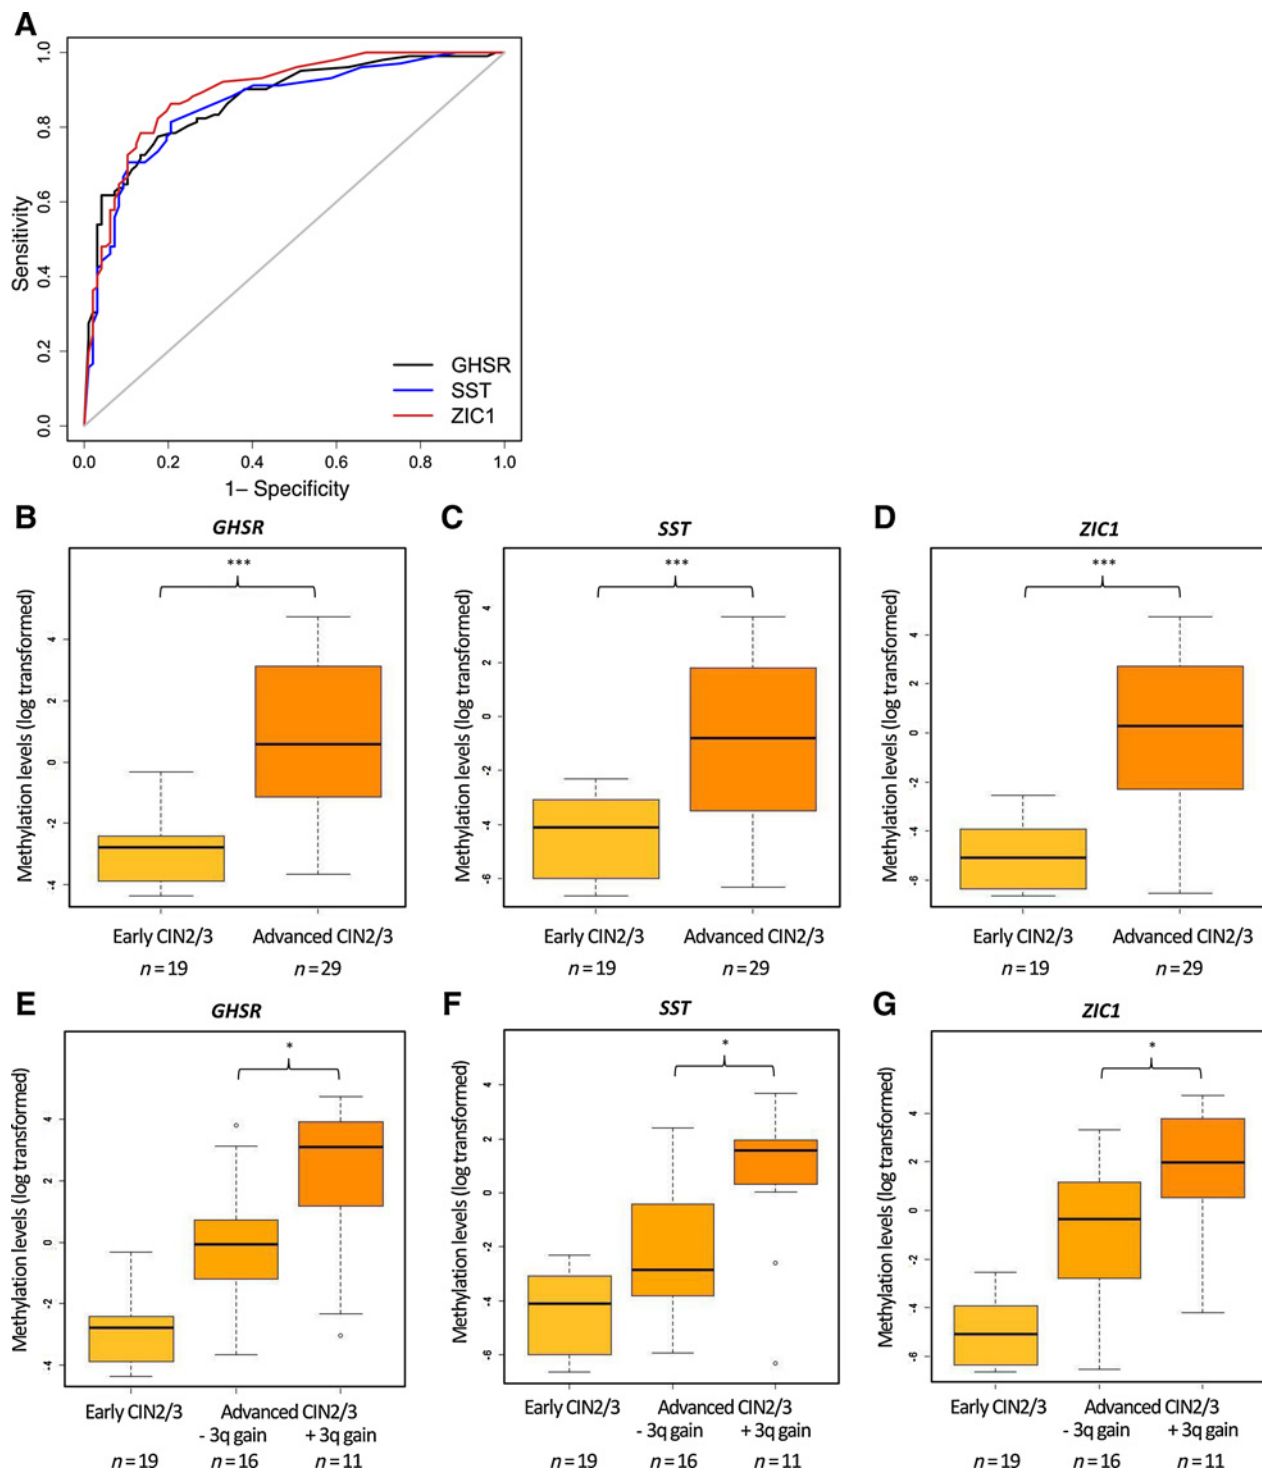 A
Sensitivity
1.0
0.8
0.6
0.4
0.2
0.0
GHSR
SST
ZIC1
0.0 0.2 0.4 0.6 0.8 1.0
1– Specificity
B
GHSR
***
Methylation levels (log transformed)
4
2
0
-2
-4
Early CIN2/3 Advanced CIN2/3
n=19 n=29
C
SST
***
Methylation levels (log transformed)
4
2
0
-2
-4
-6
Early CIN2/3 Advanced CIN2/3
n=19 n=29
D
ZIC1
***
Methylation levels (log transformed)
4
2
0
-2
-4
-6
Early CIN2/3 Advanced CIN2/3
n=19 n=29
E
GHSR
*
Methylation levels (log transformed)
4
2
0
-2
-4
Early CIN2/3 Advanced CIN2/3
- 3q gain + 3q gain
n=19 n=16 n=11
F
SST
*
Methylation levels (log transformed)
4
2
0
-2
-4
-6
Early CIN2/3 Advanced CIN2/3
- 3q gain + 3q gain
n=19 n=16 n=11
G
ZIC1
*
Methylation levels (log transformed)
4
2
0
-2
-4
-6
Early CIN2/3 Advanced CIN2/3
- 3q gain + 3q gain
n=19 n=16 n=11